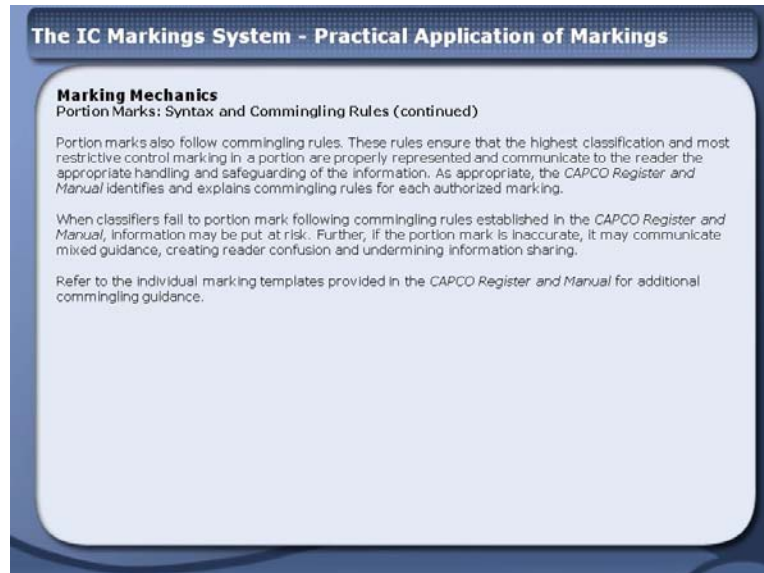 The IC Markings System - Practical Application of Markings
Marking Mechanics
Portion Marks: Syntax and Commingling Rules (continued)
Portion marks also follow commingling rules. These rules ensure that the highest classification and most
restrictive control marking in a portion are properly represented and communicate to the reader the
appropriate handling and safeguarding of the information. As appropriate, the CAPCO Register and
Manual identifies and explains commingling rules for each authorized marking.
When classifiers fail to portion mark following commingling rules established in the CAPCO Register and
Manual, information may be put at risk. Further, if the portion mark is inaccurate, it may communicate
mixed guidance, creating reader confusion and undermining information sharing.
Refer to the individual marking templates provided in the CAPCO Register and Manual for additional
commingling guidance.